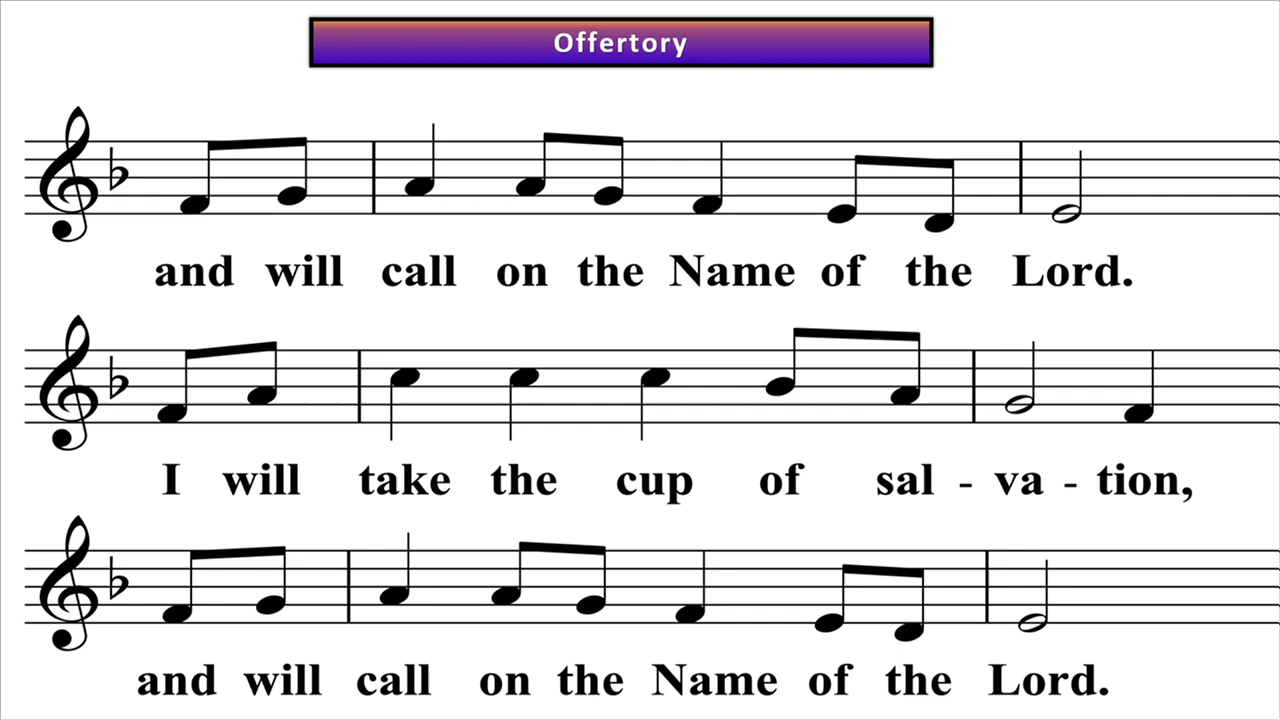 Offertory
and will call on the Name of the Lord.
I will take the cup of sal - va - tion,
and will call on the Name of the Lord.